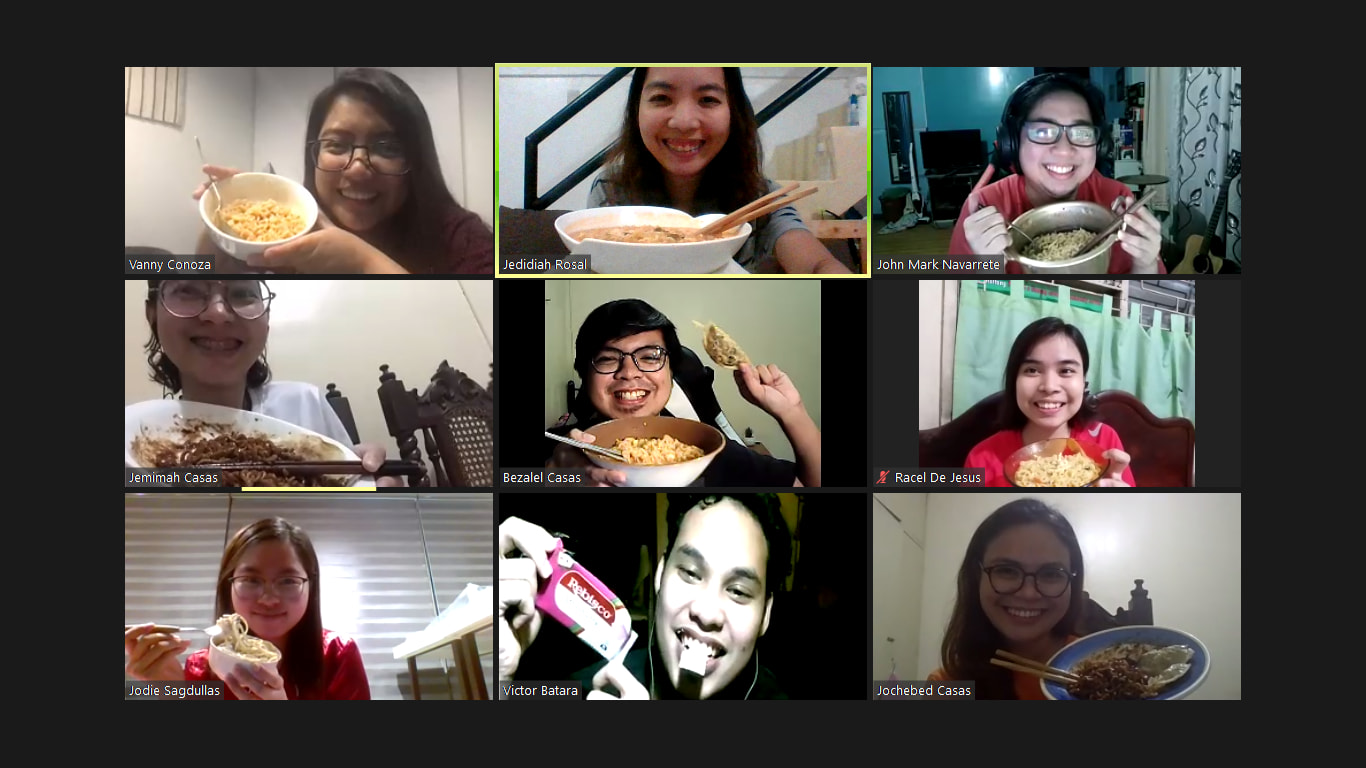 Vanny Conoza
Jedidiah Rosal
John Mark Navarrete
Jemimah Casas
Bezalel Casas
Racel De Jesus
Jodie Sagdullas
Rebisco
Victor Batara
Jochebed Casas